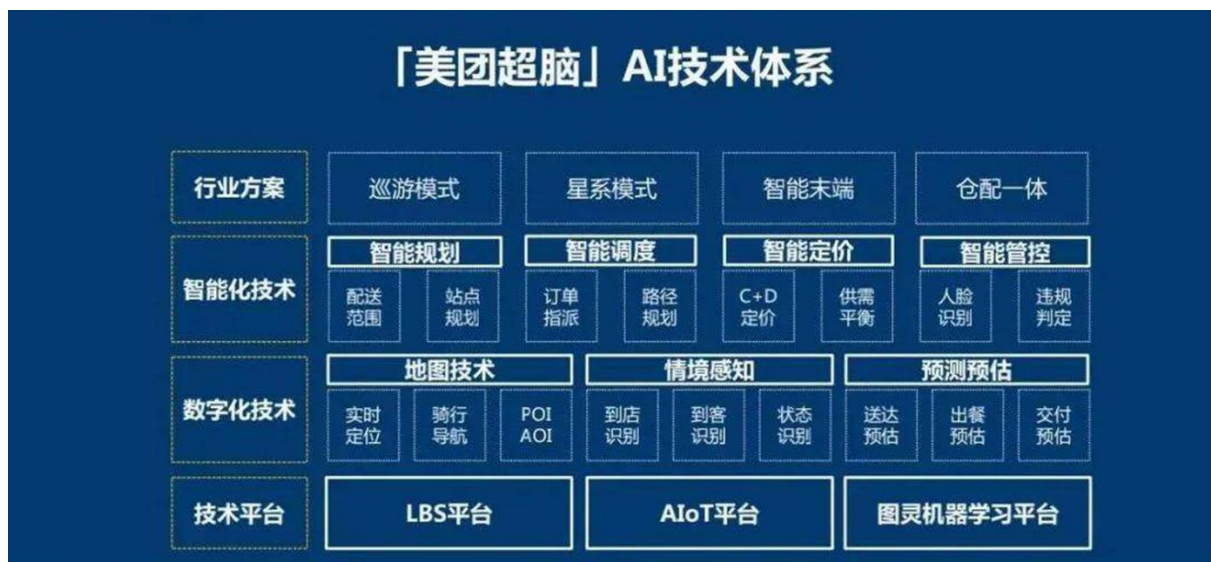 「美团超脑」AI技术体系
行业方案
巡游模式
星系模式
智能末端
仓配一体
智能化技术
智能规划
智能调度
智能定价
智能管控
配送
范围
站点
规划
订单
指派
路径
规划
C+D
定价
供需
平衡
人脸
识别
违规
判定
数字化技术
地图技术
情境感知
预测预估
实时
定位
骑行
导航
POI
AOI
到店
识别
到客
识别
状态
识别
送达
预估
出餐
预估
交付
预估
技术平台
LBS平台
AIoT平台
图灵机器学习平台